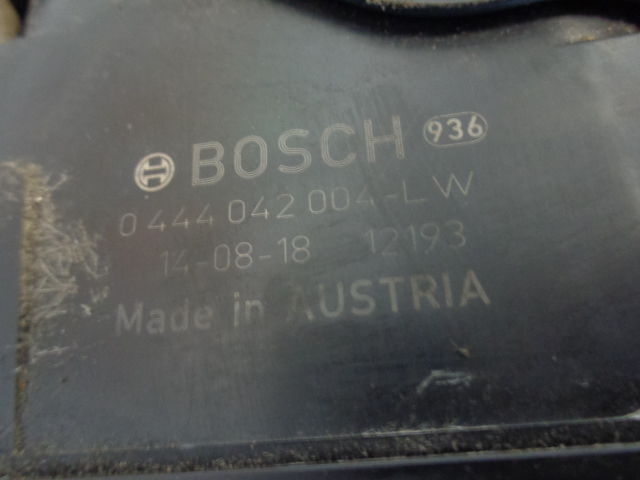 BOSCH 936
0 444 042 004-LW
14-08-18 12193
Made in AUSTRIA